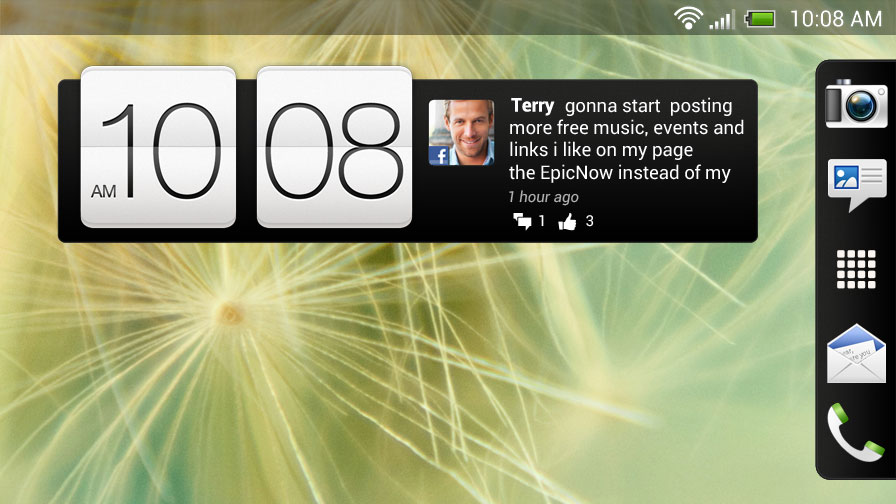 10:08 AM
AM 10 08
Terry gonna start posting
more free music, events and
links i like on my page
the EpicNow instead of my
1 hour ago
1 3
f